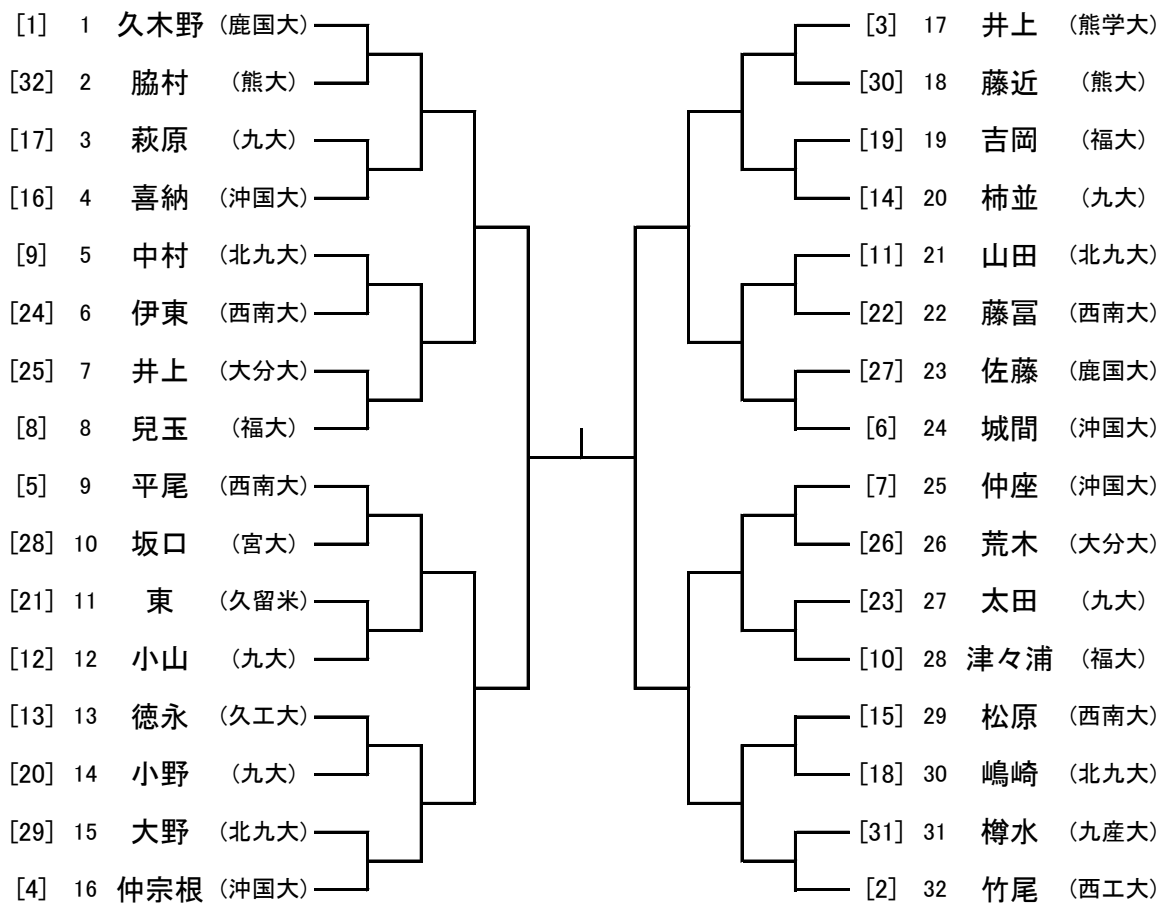 [1] 1 久木野 (鹿国大)
[32] 2 脇村 (熊大)
[17] 3 萩原 (九大)
[16] 4 喜納 (沖国大)
[9] 5 中村 (北九大)
[24] 6 伊東 (西南大)
[25] 7 井上 (大分大)
[8] 8 兒玉 (福大)
[5] 9 平尾 (西南大)
[28] 10 坂口 (宮大)
[21] 11 東 (久留米)
[12] 12 小山 (九大)
[13] 13 徳永 (久工大)
[20] 14 小野 (九大)
[29] 15 大野 (北九大)
[4] 16 仲宗根 (沖国大)
[3] 17 井上 (熊学大)
[30] 18 藤近 (熊大)
[19] 19 吉岡 (福大)
[14] 20 柿並 (九大)
[11] 21 山田 (北九大)
[22] 22 藤冨 (西南大)
[27] 23 佐藤 (鹿国大)
[6] 24 城間 (沖国大)
[7] 25 仲座 (沖国大)
[26] 26 荒木 (大分大)
[23] 27 太田 (九大)
[10] 28 津々浦 (福大)
[15] 29 松原 (西南大)
[18] 30 嶋崎 (北九大)
[31] 31 樽水 (九産大)
[2] 32 竹尾 (西工大)